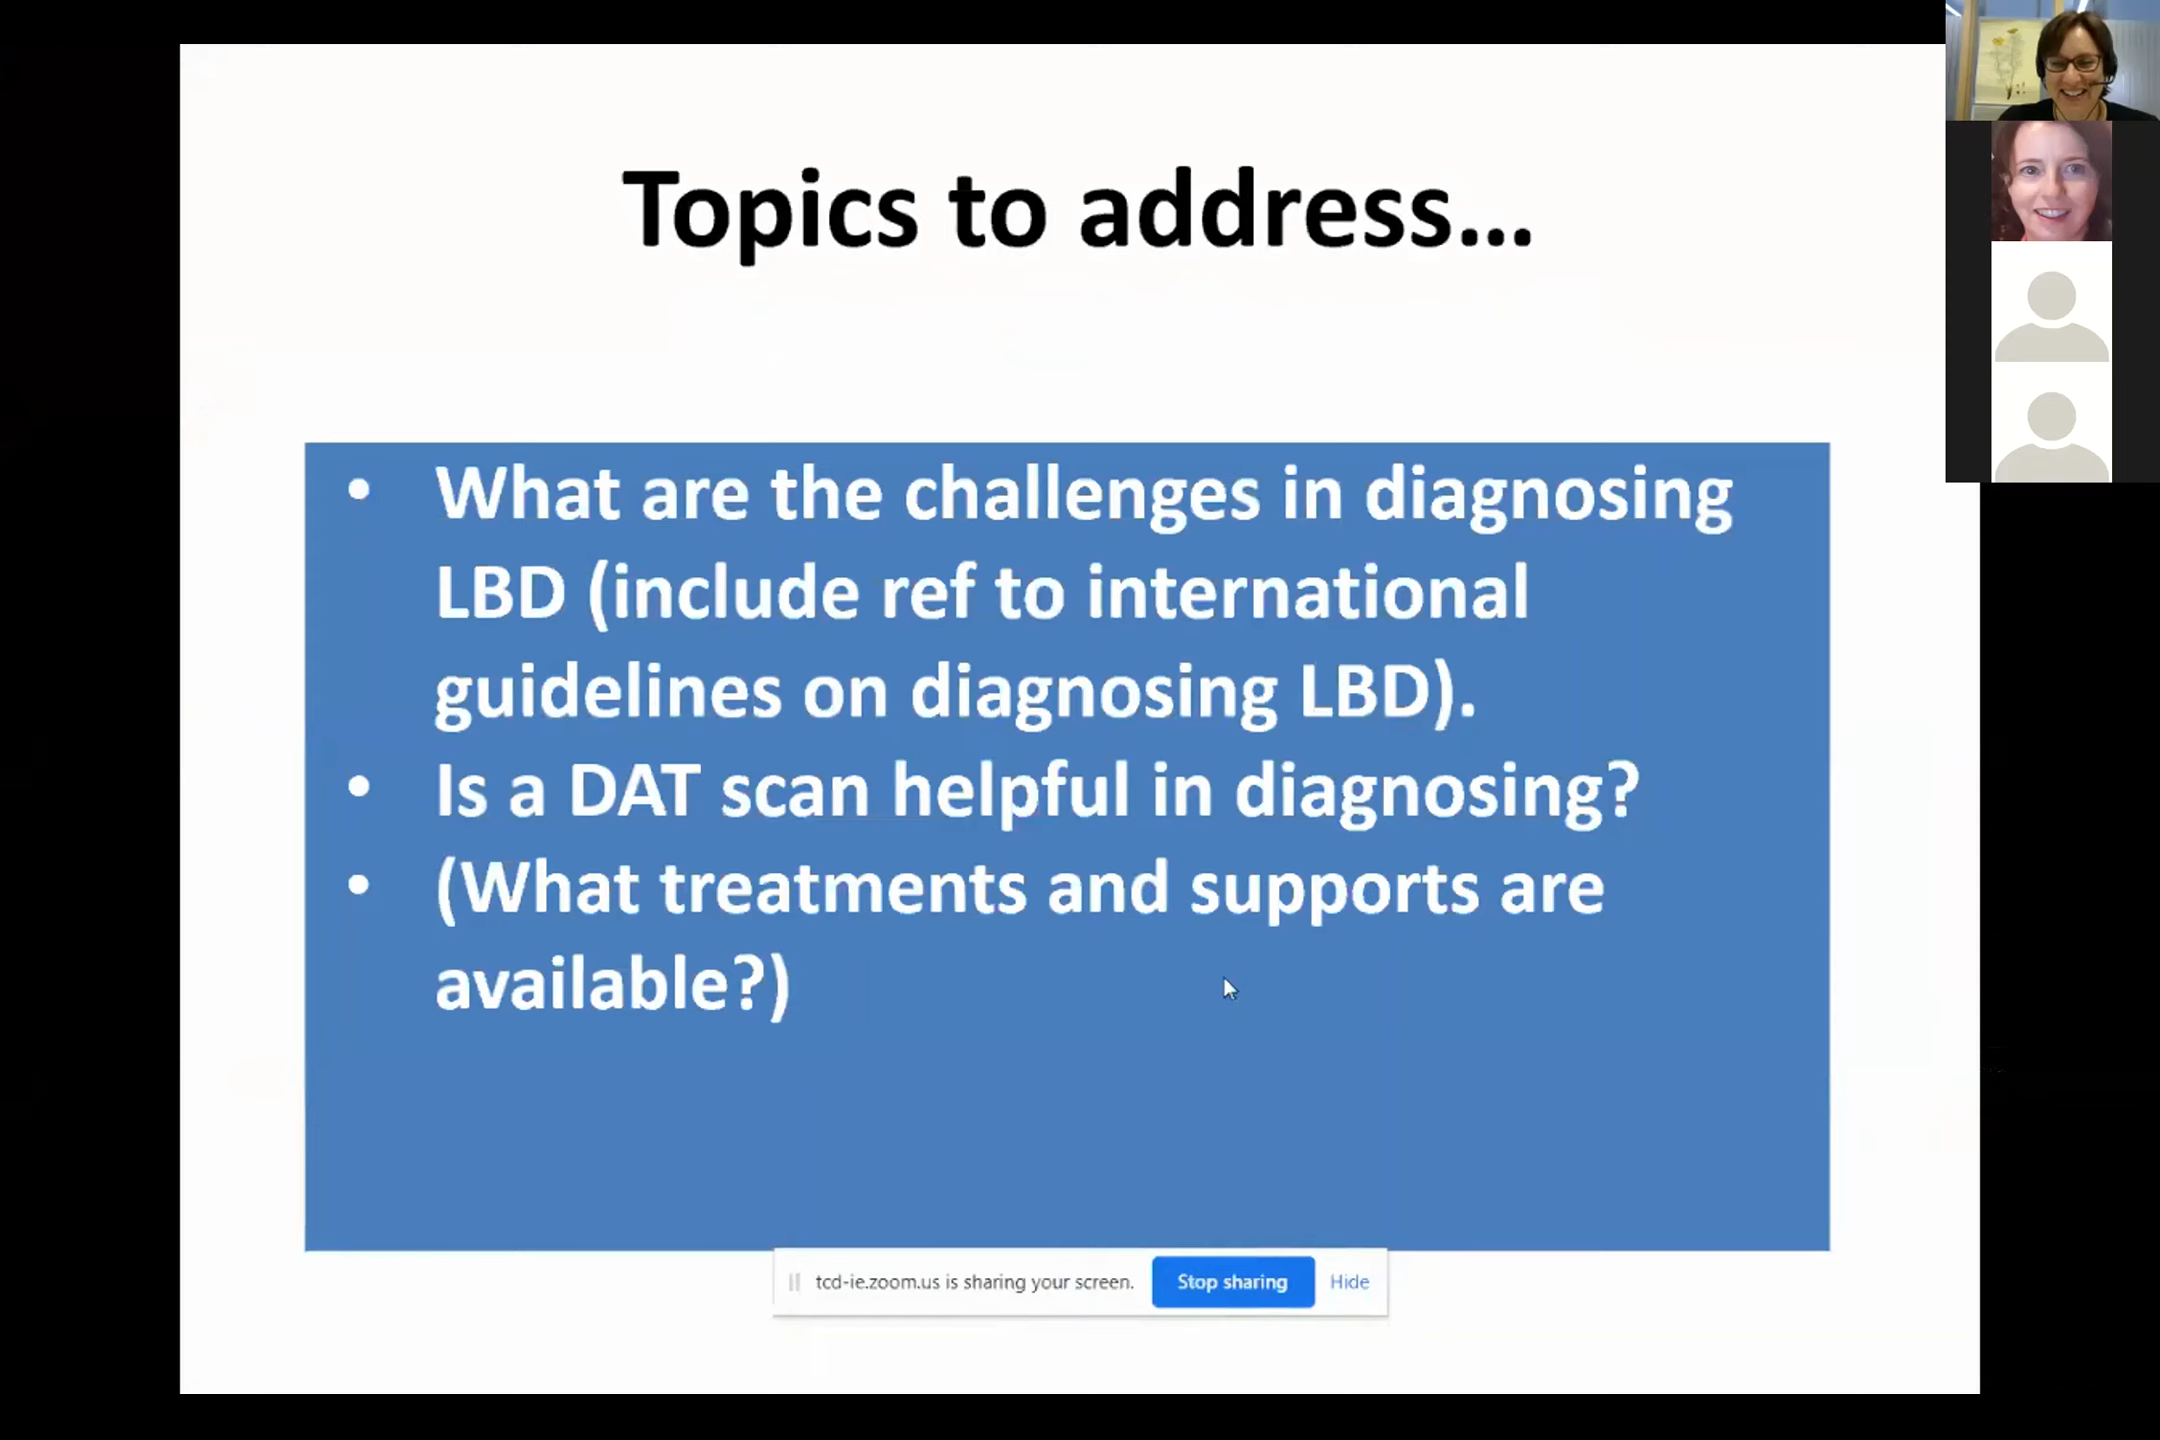 Topics to address...
• What are the challenges in diagnosing
LBD (include ref to international
guidelines on diagnosing LBD).
• Is a DAT scan helpful in diagnosing?
• (What treatments and supports are
available?)
tcd-ie.zoom.us is sharing your screen. Stop sharing Hide